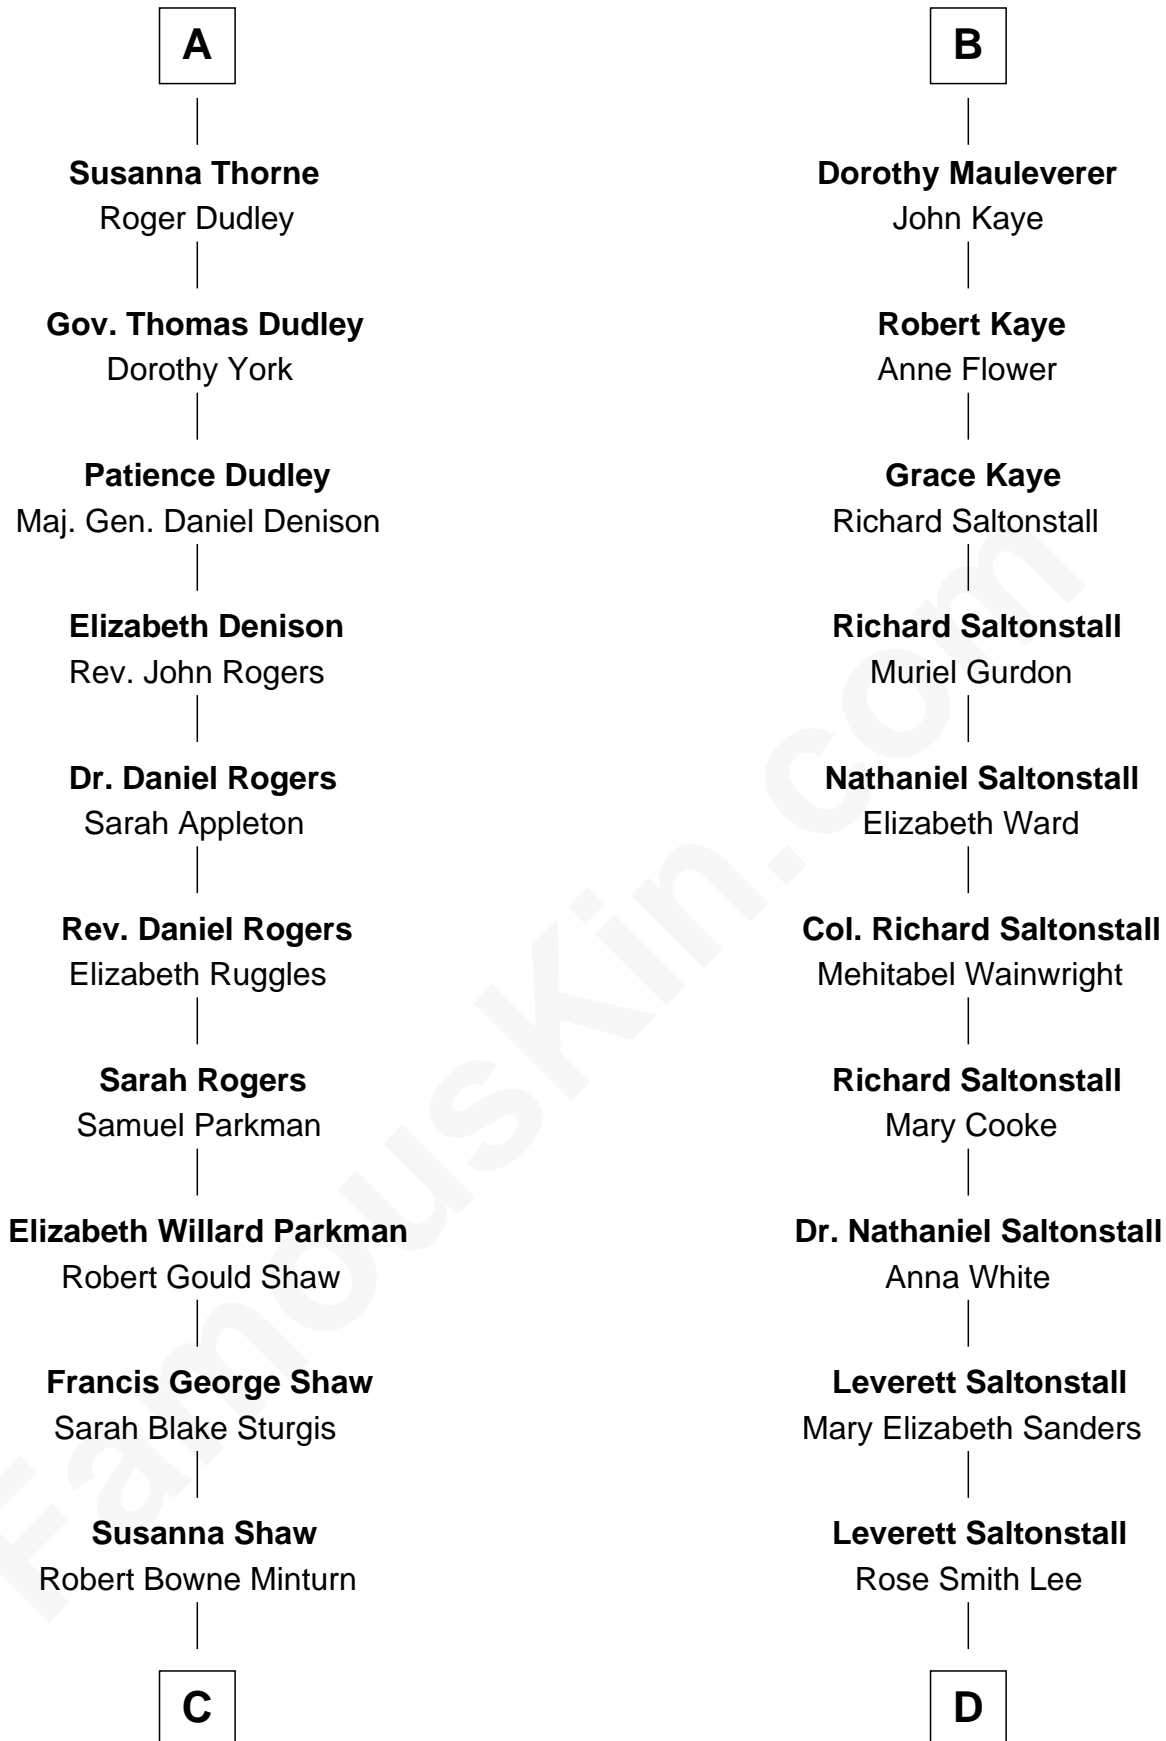 A
Susanna Thorne
Roger Dudley
Gov. Thomas Dudley
Dorothy York
Patience Dudley
Maj. Gen. Daniel Denison
Elizabeth Denison
Rev. John Rogers
Dr. Daniel Rogers
Sarah Appleton
Rev. Daniel Rogers
Elizabeth Ruggles
Sarah Rogers
Samuel Parkman
Elizabeth Willard Parkman
Robert Gould Shaw
Francis George Shaw
Sarah Blake Sturgis
Susanna Shaw
Robert Bowne Minturn
C
B
Dorothy Mauleverer
John Kaye
Robert Kaye
Anne Flower
Grace Kaye
Richard Saltonstall
Richard Saltonstall
Muriel Gurdon
Nathaniel Saltonstall
Elizabeth Ward
Col. Richard Saltonstall
Mehitabel Wainwright
Richard Saltonstall
Mary Cooke
Dr. Nathaniel Saltonstall
Anna White
Leverett Saltonstall
Mary Elizabeth Sanders
Leverett Saltonstall
Rose Smith Lee
D
FamousKin.com